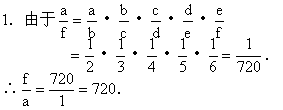 1. 由于 a/f = a/b · b/c · c/d · d/e · e/f
= 1/2 · 1/3 · 1/4 · 1/5 · 1/6 = 1/720 .
∴ f/a = 720/1 = 720.